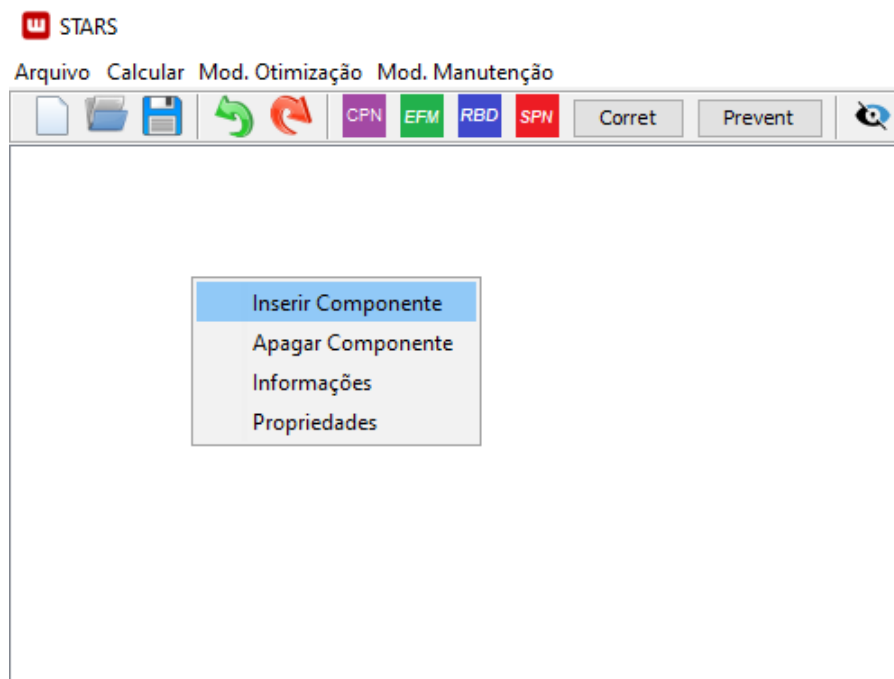 STARS
Arquivo Calcular Mod. Otimização Mod. Manutenção
CPN EFM RBD SPN Corret Prevent
Inserir Componente
Apagar Componente
Informações
Propriedades